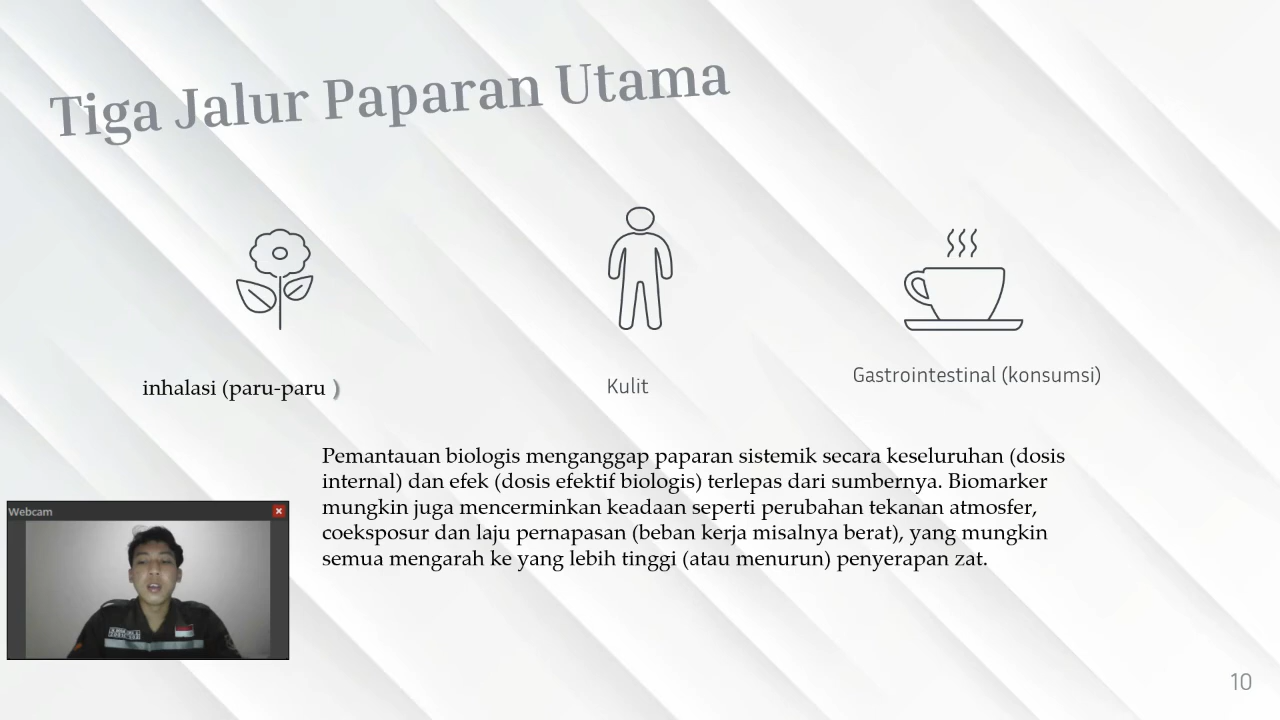 Tiga Jalur Paparan Utama
inhalasi (paru-paru )
Kulit
Gastrointestinal (konsumsi)
Pemantauan biologis menganggap paparan sistemik secara keseluruhan (dosis
internal) dan efek (dosis efektif biologis) terlepas dari sumbernya. Biomarker
mungkin juga mencerminkan keadaan seperti perubahan tekanan atmosfer,
coeksposur dan laju pernapasan (beban kerja misalnya berat), yang mungkin
semua mengarah ke yang lebih tinggi (atau menurun) penyerapan zat.
Webcam
10